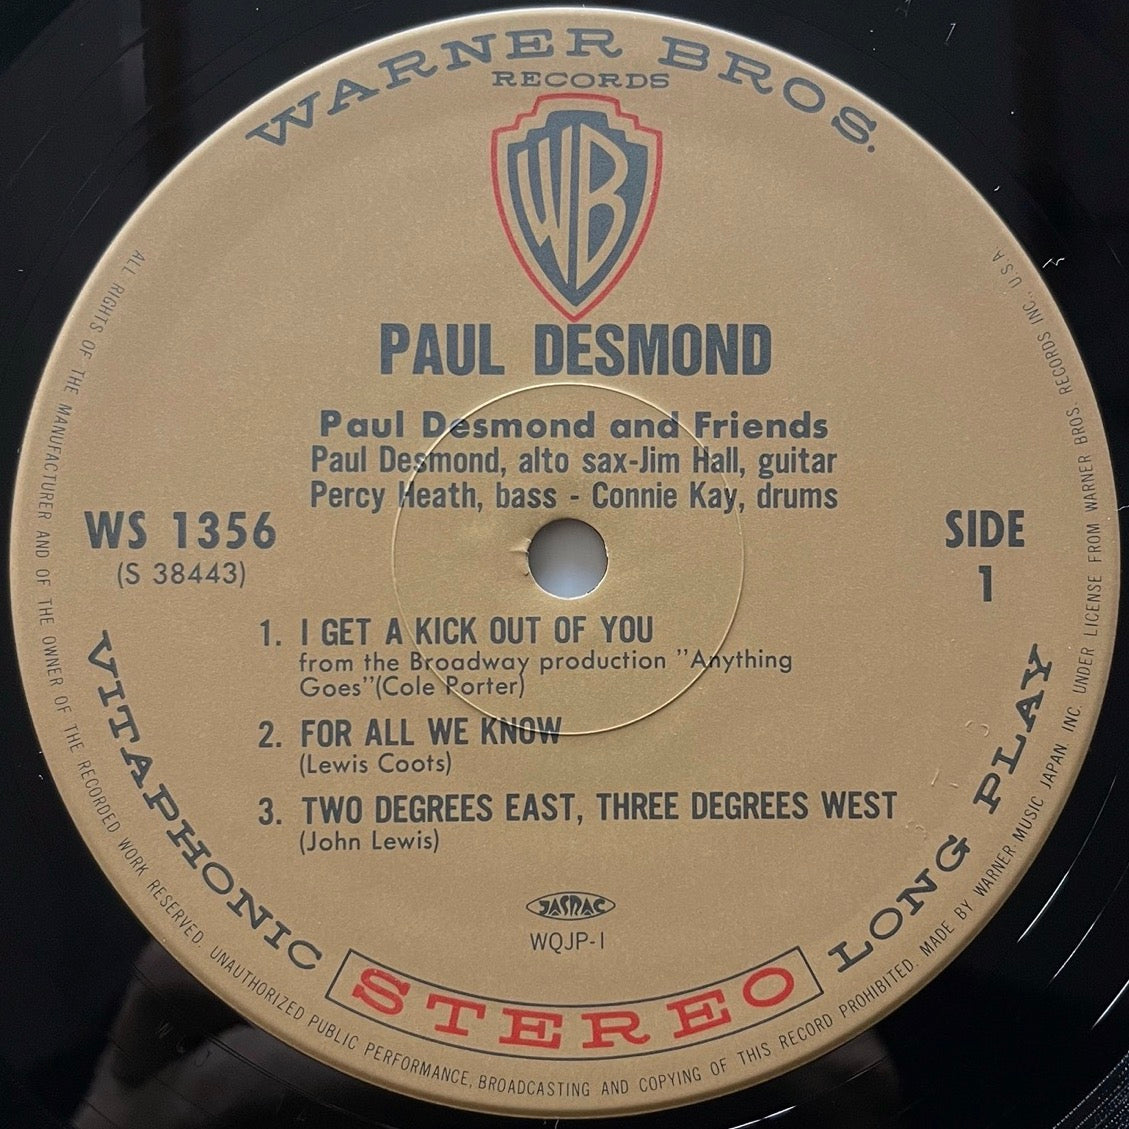 WARNER BROS.
RECORDS
WB
PAUL DESMOND
Paul Desmond and Friends
Paul Desmond, alto sax-Jim Hall, guitar
Percy Heath, bass - Connie Kay, drums
WS 1356
(S 38443)
SIDE
1
1. I GET A KICK OUT OF YOU
from the Broadway production "Anything
Goes"(Cole Porter)
2. FOR ALL WE KNOW
(Lewis Coots)
3. TWO DEGREES EAST, THREE DEGREES WEST
(John Lewis)
JASRAC
WQJP-1
VITAPHONIC STEREO LONG PLAY
ALL RIGHTS OF THE MANUFACTURER AND OF THE OWNER OF THE RECORDED WORK RESERVED. UNAUTHORIZED PUBLIC PERFORMANCE, BROADCASTING AND COPYING OF THIS RECORD PROHIBITED. MADE BY WARNER MUSIC JAPAN INC. UNDER LICENSE FROM WARNER BROS. RECORDS INC., U.S.A